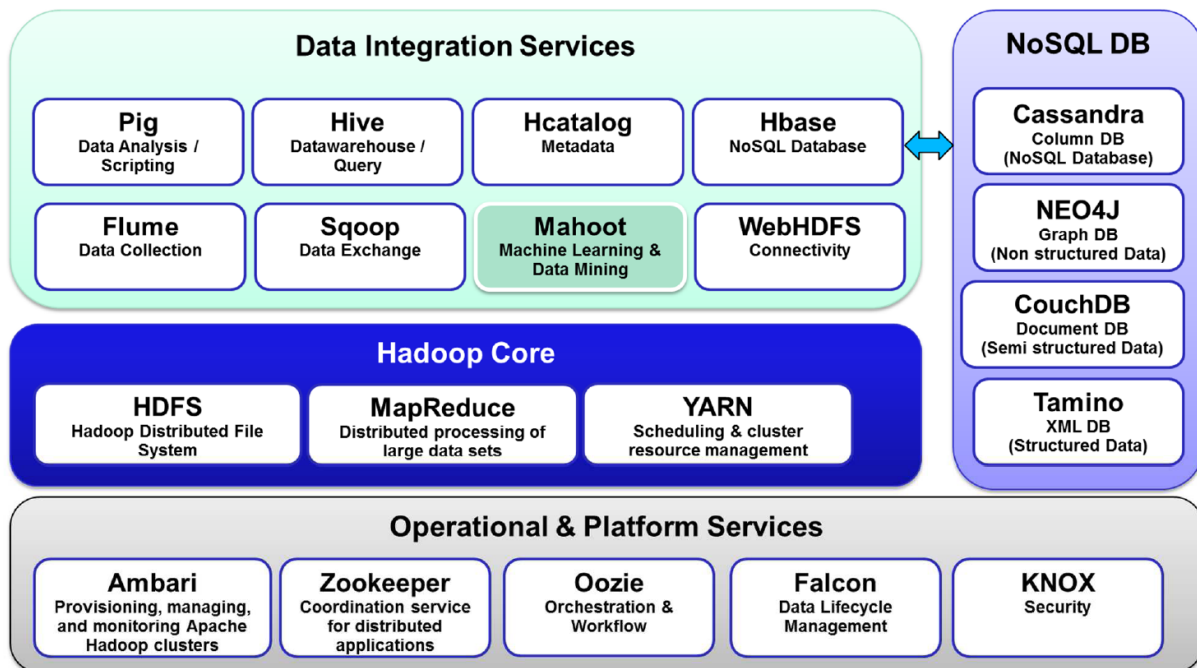 Data Integration Services
Pig
Data Analysis /
Scripting
Hive
Datawarehouse /
Query
Hcatalog
Metadata
Hbase
NoSQL Database
Flume
Data Collection
Sqoop
Data Exchange
Mahoot
Machine Learning &
Data Mining
WebHDFS
Connectivity
NoSQL DB
Cassandra
Column DB
(NoSQL Database)
NEO4J
Graph DB
(Non structured Data)
CouchDB
Document DB
(Semi structured Data)
Tamino
XML DB
(Structured Data)
Hadoop Core
HDFS
Hadoop Distributed File
System
MapReduce
Distributed processing of
large data sets
YARN
Scheduling & cluster
resource management
Operational & Platform Services
Ambari
Provisioning, managing,
and monitoring Apache
Hadoop clusters
Zookeeper
Coordination service
for distributed
applications
Oozie
Orchestration &
Workflow
Falcon
Data Lifecycle
Management
KNOX
Security